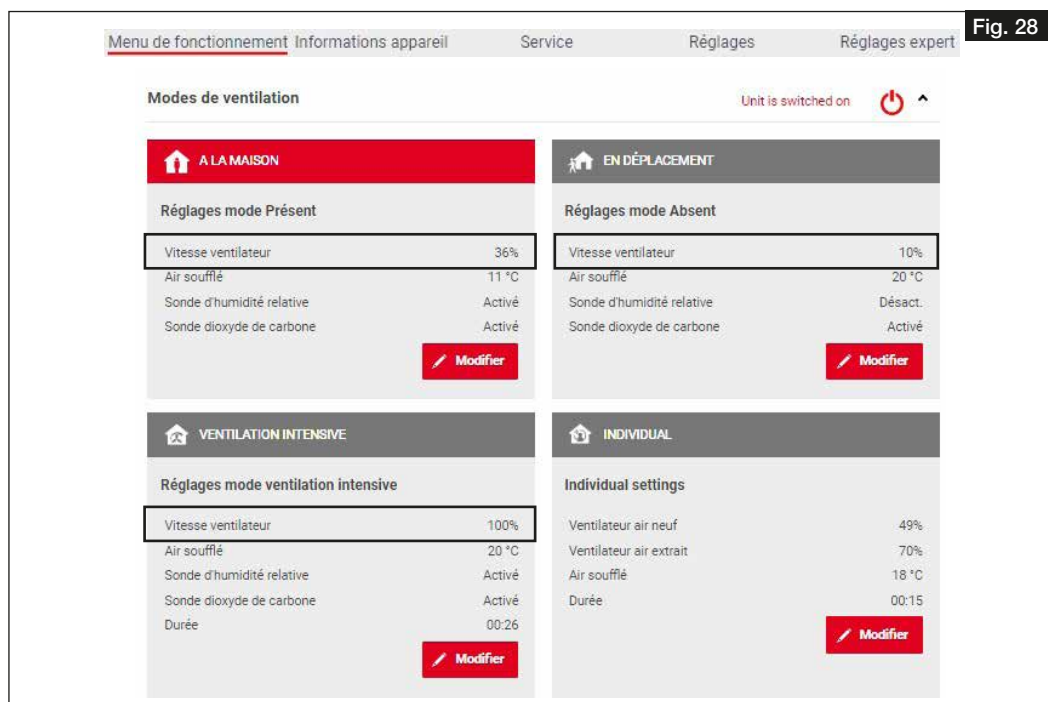 Fig. 28
Menu de fonctionnement Informations appareil Service Réglages Réglages expert
Modes de ventilation Unit is switched on
A LA MAISON
Réglages mode Présent
Vitesse ventilateur 36%
Air soufflé 11 °C
Sonde d'humidité relative Activé
Sonde dioxyde de carbone Activé
Modifier
EN DÉPLACEMENT
Réglages mode Absent
Vitesse ventilateur 10%
Air soufflé 20 °C
Sonde d'humidité relative Désact.
Sonde dioxyde de carbone Activé
Modifier
VENTILATION INTENSIVE
Réglages mode ventilation intensive
Vitesse ventilateur 100%
Air soufflé 20 °C
Sonde d'humidité relative Activé
Sonde dioxyde de carbone Activé
Durée 00:26
Modifier
INDIVIDUAL
Individual settings
Ventilateur air neuf 49%
Ventilateur air extrait 70%
Air soufflé 18 °C
Durée 00:15
Modifier